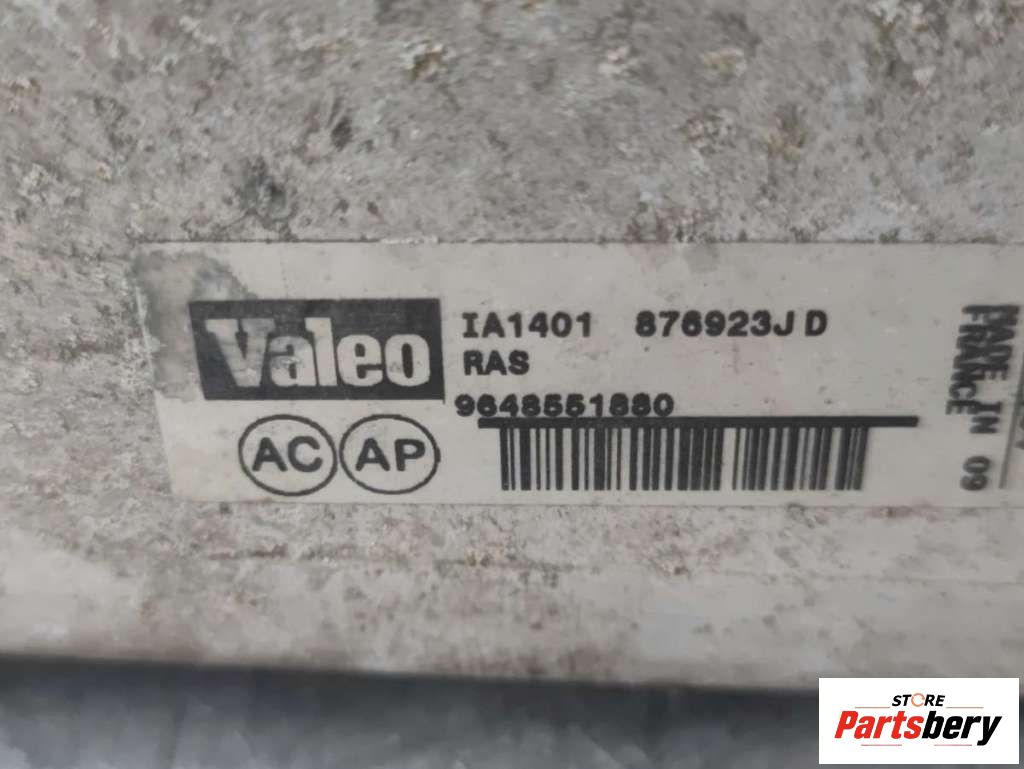 Valeo
IA1401 876923J D
RAS
9648551880
AC AP
MADE IN
FRANCE 09
STORE
Partsbery